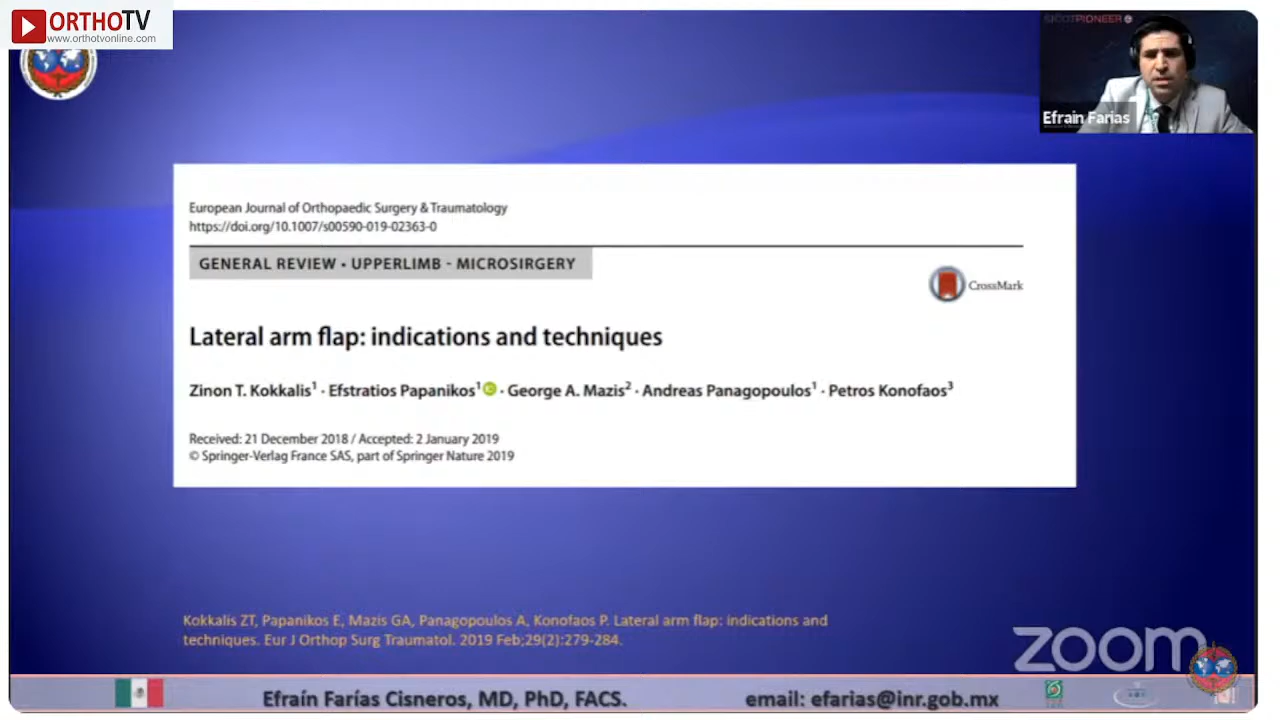 ORTHOTV
www.orthotvonline.com
SICOTPIONEER
Efrain Farias
European Journal of Orthopaedic Surgery & Traumatology
https://doi.org/10.1007/s00590-019-02363-0
GENERAL REVIEW • UPPERLIMB - MICROSIRGERY
CrossMark
Lateral arm flap: indications and techniques
Zinon T. Kokkalis1 · Efstratios Papanikos1 · George A. Mazis2 · Andreas Panagopoulos1 · Petros Konofaos3
Received: 21 December 2018 / Accepted: 2 January 2019
© Springer-Verlag France SAS, part of Springer Nature 2019
Kokkalis ZT, Papanikos E, Mazis GA, Panagopoulos A, Konofaos P. Lateral arm flap: indications and
techniques. Eur J Orthop Surg Traumatol. 2019 Feb;29(2):279-284.
zoom
Efraín Farías Cisneros, MD, PhD, FACS.
email: efarias@inr.gob.mx